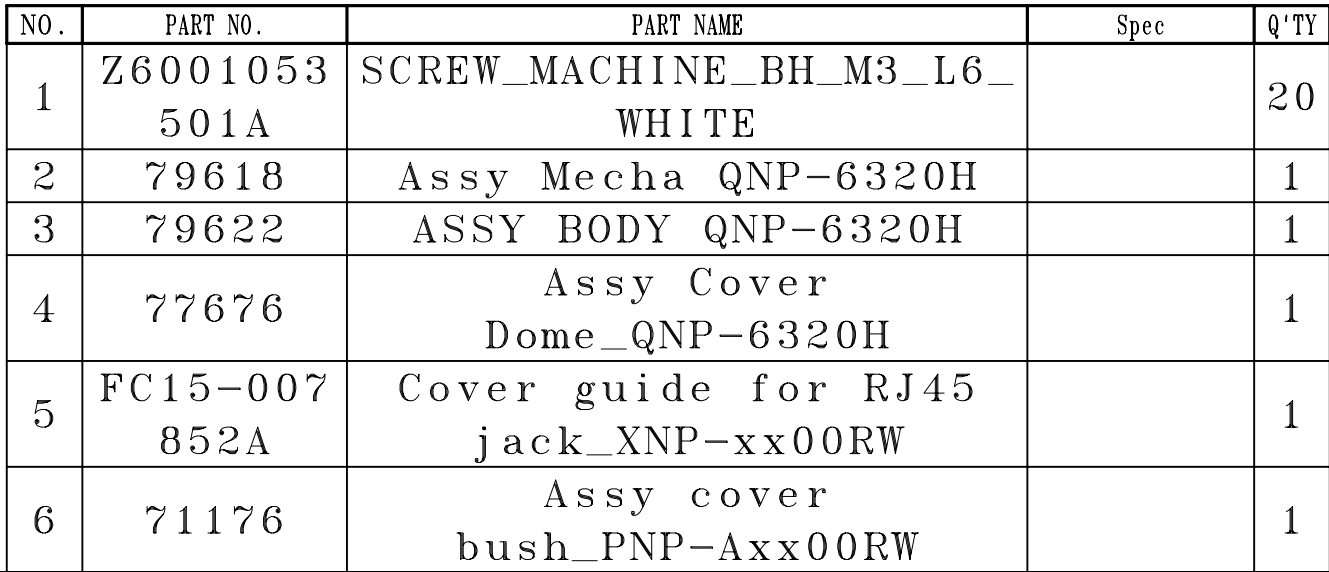 NO. PART NO. PART NAME Spec Q'TY
1 Z6001053 SCREW_MACHINE_BH_M3_L6_ 20
501A WHITE
2 79618 Assy Mecha QNP-6320H 1
3 79622 ASSY BODY QNP-6320H 1
4 77676 Assy Cover 1
Dome_QNP-6320H
5 FC15-007 Cover guide for RJ45 1
852A jack_XNP-xx00RW
6 71176 Assy cover 1
bush_PNP-Axx00RW